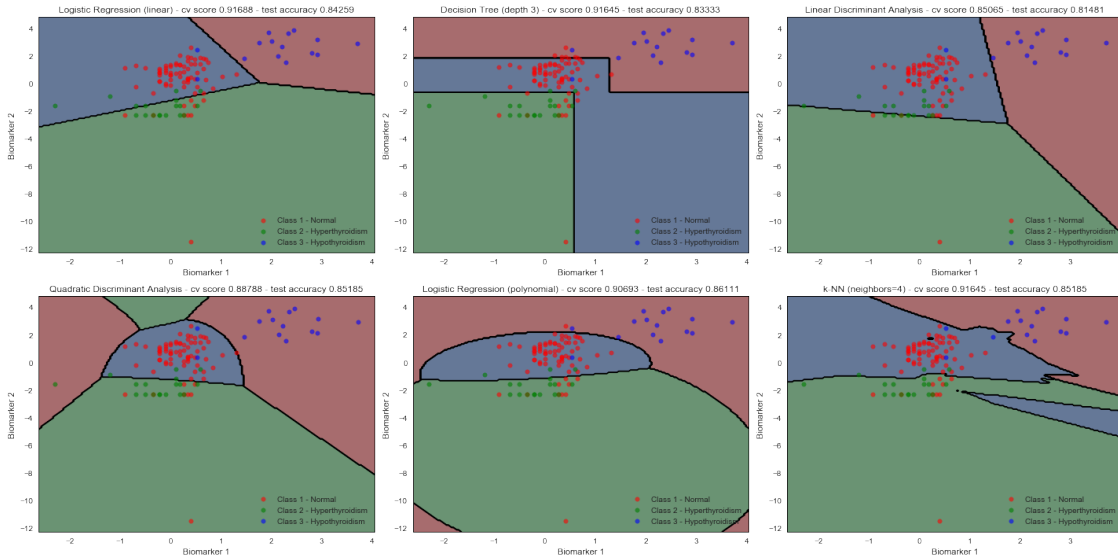 Logistic Regression (linear) - cv score 0.91688 - test accuracy 0.84259
Biomarker 2
4
2
0
−2
−4
−6
−8
−10
−12
Class 1 - Normal
Class 2 - Hyperthyroidism
Class 3 - Hypothyroidism
−2 −1 0 1 2 3 4
Biomarker 1
Decision Tree (depth 3) - cv score 0.91645 - test accuracy 0.83333
Biomarker 2
4
2
0
−2
−4
−6
−8
−10
−12
Class 1 - Normal
Class 2 - Hyperthyroidism
Class 3 - Hypothyroidism
−2 −1 0 1 2 3 4
Biomarker 1
Linear Discriminant Analysis - cv score 0.85065 - test accuracy 0.81481
Biomarker 2
4
2
0
−2
−4
−6
−8
−10
−12
Class 1 - Normal
Class 2 - Hyperthyroidism
Class 3 - Hypothyroidism
−2 −1 0 1 2 3 4
Biomarker 1
Quadratic Discriminant Analysis - cv score 0.88788 - test accuracy 0.85185
Biomarker 2
4
2
0
−2
−4
−6
−8
−10
−12
Class 1 - Normal
Class 2 - Hyperthyroidism
Class 3 - Hypothyroidism
−2 −1 0 1 2 3 4
Biomarker 1
Logistic Regression (polynomial) - cv score 0.90693 - test accuracy 0.86111
Biomarker 2
4
2
0
−2
−4
−6
−8
−10
−12
Class 1 - Normal
Class 2 - Hyperthyroidism
Class 3 - Hypothyroidism
−2 −1 0 1 2 3 4
Biomarker 1
k-NN (neighbors=4) - cv score 0.91645 - test accuracy 0.85185
Biomarker 2
4
2
0
−2
−4
−6
−8
−10
−12
Class 1 - Normal
Class 2 - Hyperthyroidism
Class 3 - Hypothyroidism
−2 −1 0 1 2 3 4
Biomarker 1